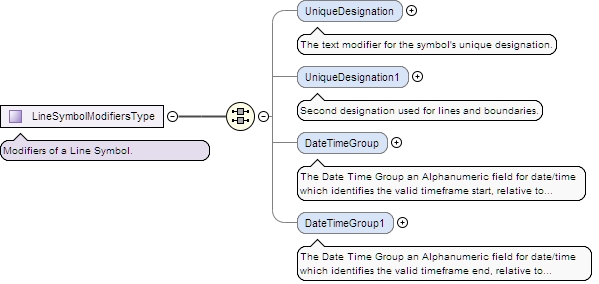 UniqueDesignation
The text modifier for the symbol's unique designation.
UniqueDesignation1
Second designation used for lines and boundaries.
LineSymbolModifiersType
Modifiers of a Line Symbol.
DateTimeGroup
The Date Time Group an Alphanumeric field for date/time
which identifies the valid timeframe start, relative to...
DateTimeGroup1
The Date Time Group an Alphanumeric field for date/time
which identifies the valid timeframe end, relative to...